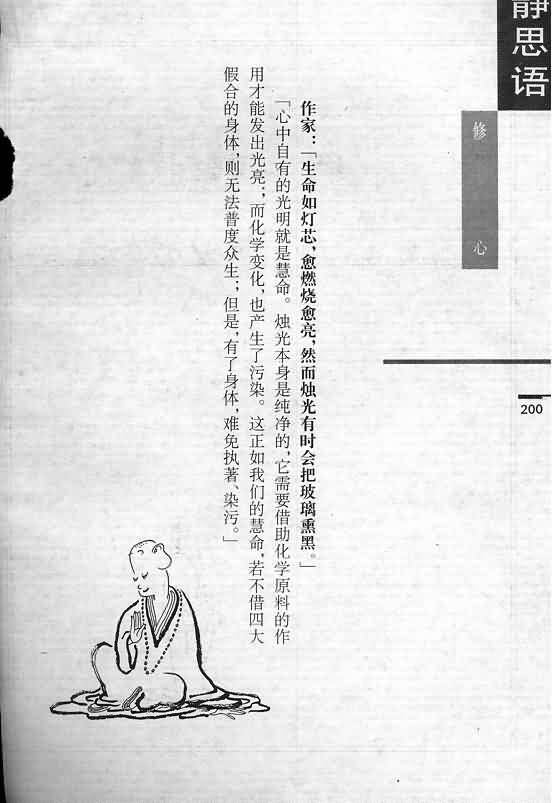 静思语
修心
200
作家：「生命如灯芯，愈燃烧愈亮，然而烛光有时会把玻璃熏黑。」
「心中自有的光明就是慧命。烛光本身是纯净的，它需要借助化学原料的作
用才能发出光亮；而化学变化，也产生了污染。这正如我们的慧命，若不借四大
假合的身体，则无法普度众生；但是，有了身体，难免执著、染污。」